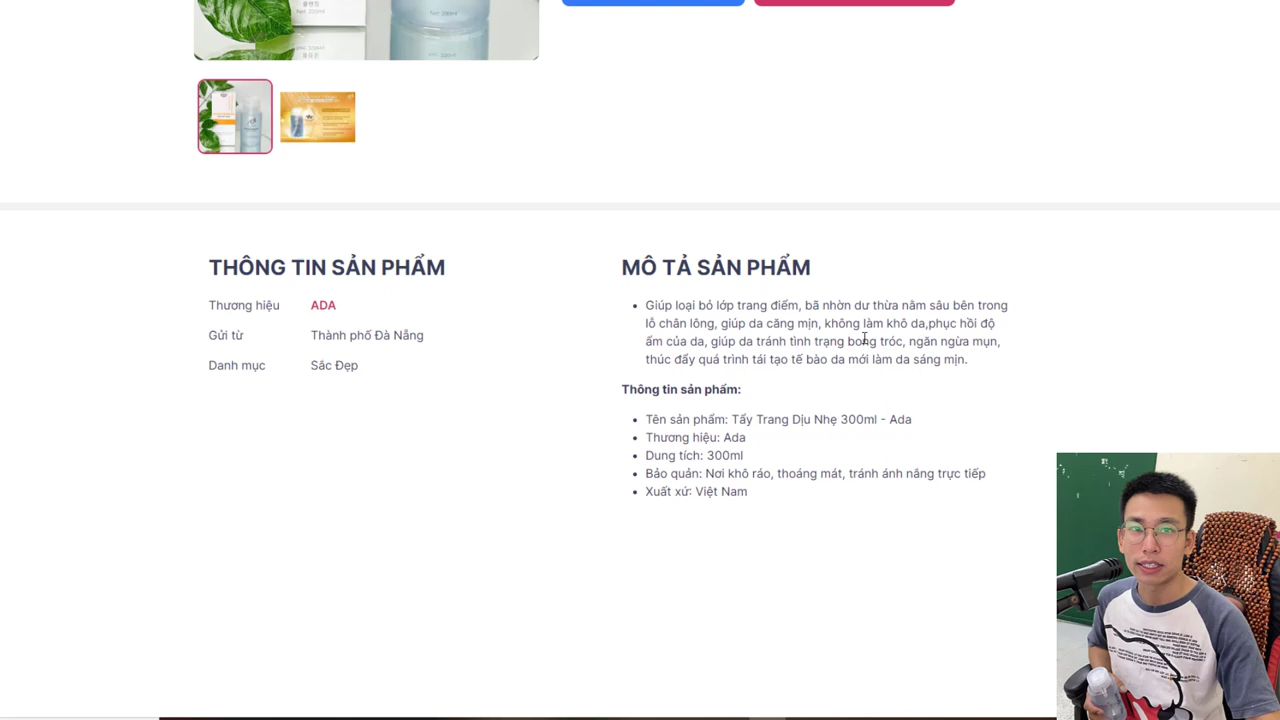 Net: 300ml
THÔNG TIN SẢN PHẨM
Thương hiệu ADA
Gửi từ Thành phố Đà Nẵng
Danh mục Sắc Đẹp
MÔ TẢ SẢN PHẨM
• Giúp loại bỏ lớp trang điểm, bã nhờn dư thừa nằm sâu bên trong
lỗ chân lông, giúp da căng mịn, không làm khô da,phục hồi độ
ẩm của da, giúp da tránh tình trạng bong tróc, ngăn ngừa mụn,
thúc đẩy quá trình tái tạo tế bào da mới làm da sáng mịn.
Thông tin sản phẩm:
• Tên sản phẩm: Tẩy Trang Dịu Nhẹ 300ml - Ada
• Thương hiệu: Ada
• Dung tích: 300ml
• Bảo quản: Nơi khô ráo, thoáng mát, tránh ánh nắng trực tiếp
• Xuất xứ: Việt Nam